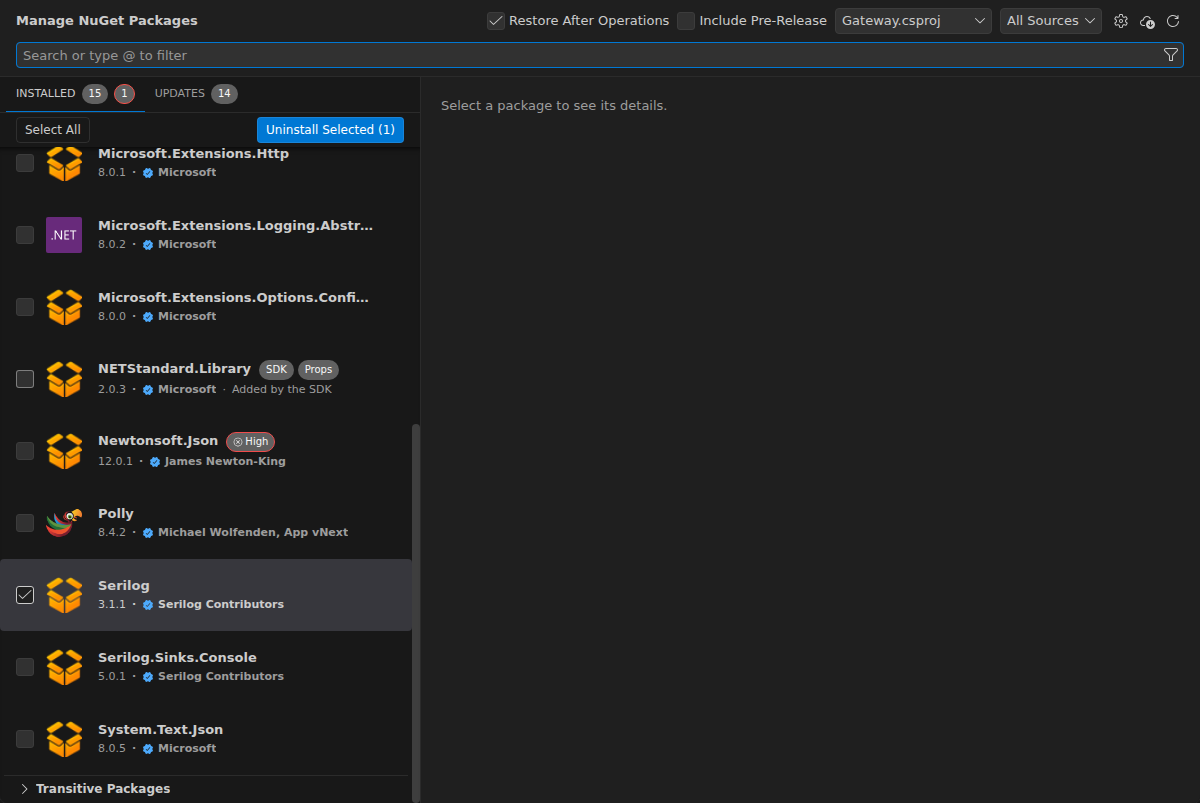 Manage NuGet Packages
Restore After Operations
Include Pre-Release
Gateway.csproj
All Sources
Search or type @ to filter
INSTALLED 15 1 UPDATES 14
Select All
Uninstall Selected (1)
Select a package to see its details.
Microsoft.Extensions.Http
8.0.1 · Microsoft
.NET
Microsoft.Extensions.Logging.Abstr...
8.0.2 · Microsoft
Microsoft.Extensions.Options.Confi...
8.0.0 · Microsoft
NETStandard.Library SDK Props
2.0.3 · Microsoft · Added by the SDK
Newtonsoft.Json High
12.0.1 · James Newton-King
Polly
8.4.2 · Michael Wolfenden, App vNext
Serilog
3.1.1 · Serilog Contributors
Serilog.Sinks.Console
5.0.1 · Serilog Contributors
System.Text.Json
8.0.5 · Microsoft
Transitive Packages